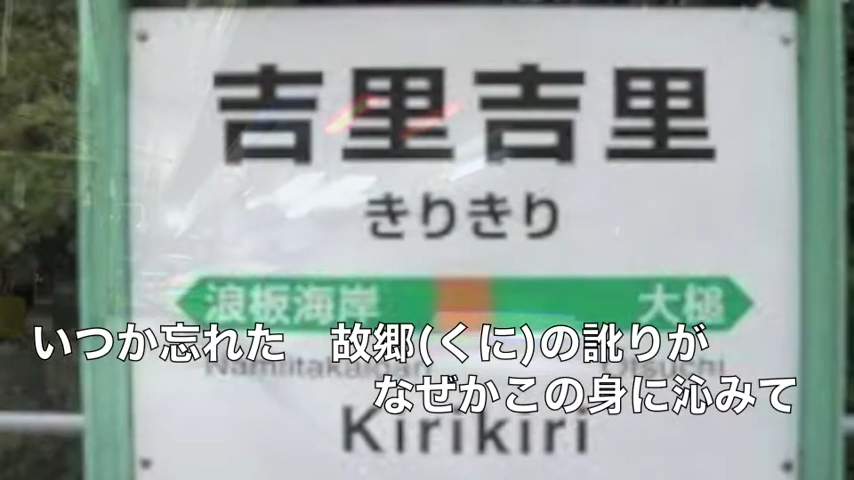 吉里吉里
きりきり
浪板海岸 大槌
いつか忘れた 故郷(くに)の訛りが
Namiitakaigan Otsuchi
なぜかこの身に沁みて
Kirikiri